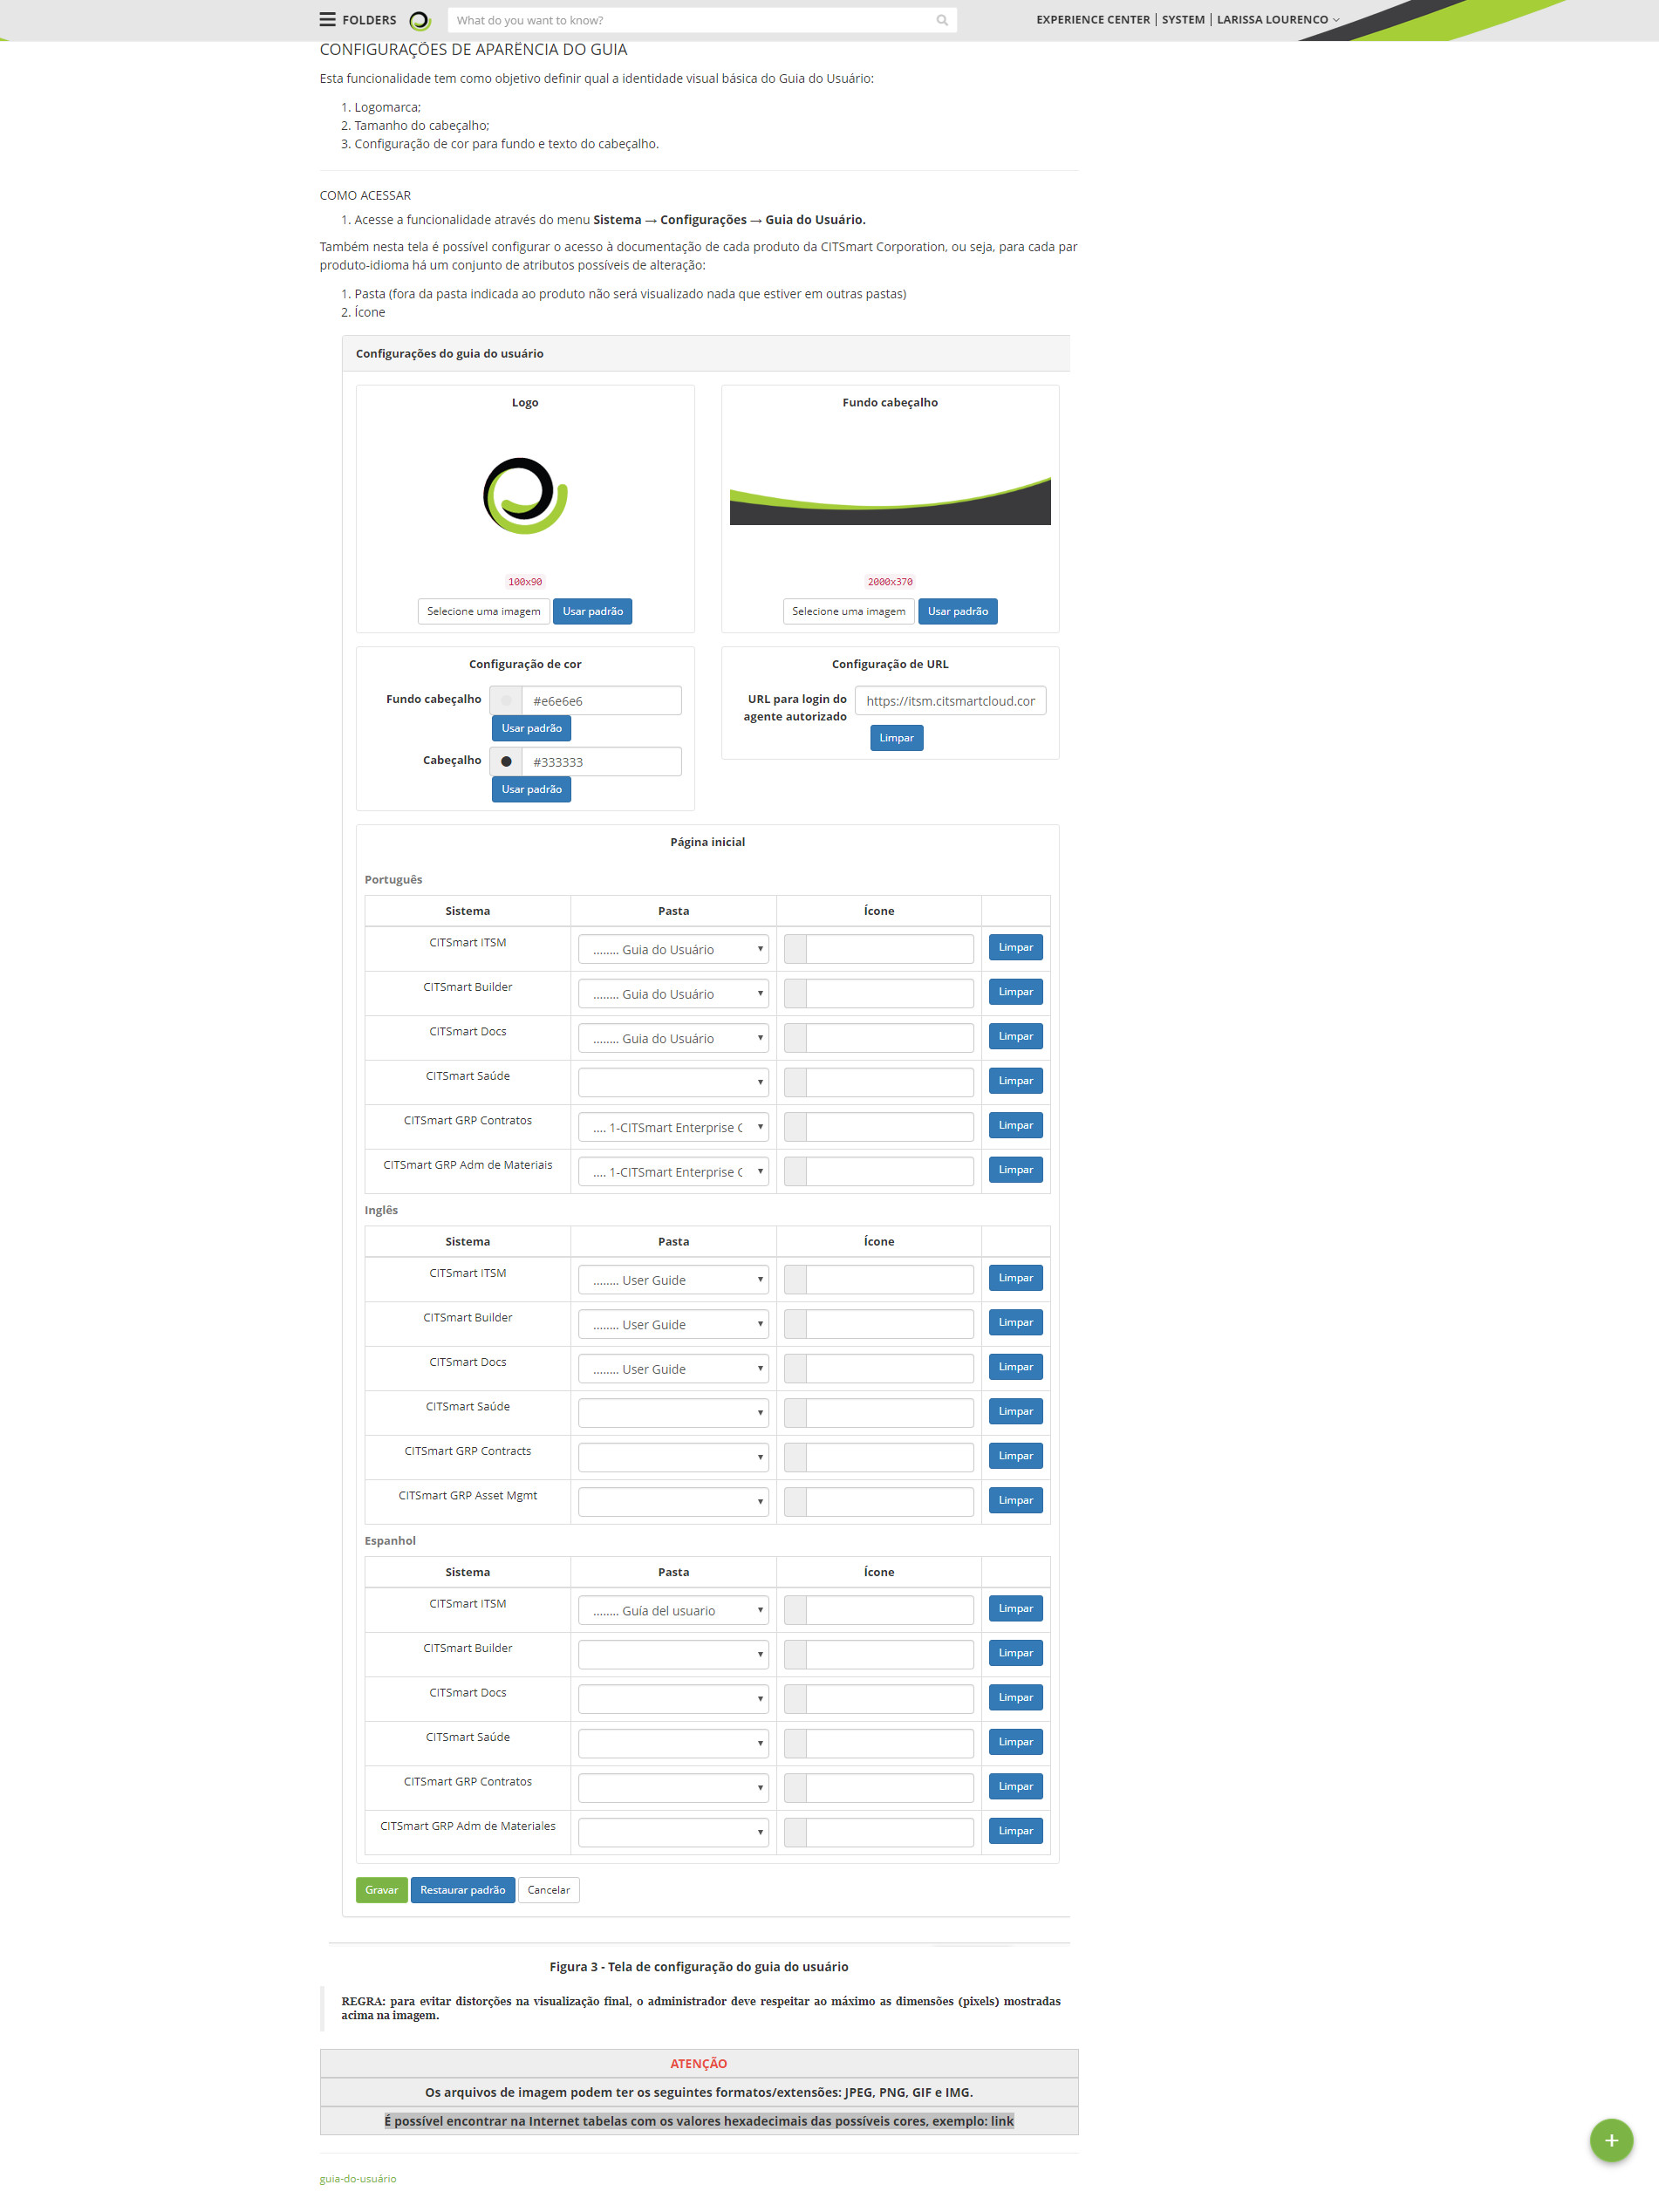 FOLDERS
What do you want to know?
EXPERIENCE CENTER | SYSTEM | LARISSA LOURENCO
CONFIGURAÇÕES DE APARÊNCIA DO GUIA
Esta funcionalidade tem como objetivo definir qual a identidade visual básica do Guia do Usuário:
1. Logomarca;
2. Tamanho do cabeçalho;
3. Configuração de cor para fundo e texto do cabeçalho.
COMO ACESSAR
1. Acesse a funcionalidade através do menu Sistema → Configurações → Guia do Usuário.
Também nesta tela é possível configurar o acesso à documentação de cada produto da CITSmart Corporation, ou seja, para cada par
produto-idioma há um conjunto de atributos possíveis de alteração:
1. Pasta (fora da pasta indicada ao produto não será visualizado nada que estiver em outras pastas)
2. Ícone
Configurações do guia do usuário
Logo
Fundo cabeçalho
100x90
2000x370
Selecione uma imagem Usar padrão
Selecione uma imagem Usar padrão
Configuração de cor
Configuração de URL
Fundo cabeçalho #e6e6e6
Usar padrão
Cabeçalho #333333
Usar padrão
URL para login do https://itsm.citsmartcloud.cor
agente autorizado
Limpar
Página inicial
Português
Sistema Pasta Ícone
CITSmart ITSM ........ Guia do Usuário Limpar
CITSmart Builder ........ Guia do Usuário Limpar
CITSmart Docs ........ Guia do Usuário Limpar
CITSmart Saúde Limpar
CITSmart GRP Contratos .... 1-CITSmart Enterprise C Limpar
CITSmart GRP Adm de Materiais .... 1-CITSmart Enterprise C Limpar
Inglês
Sistema Pasta Ícone
CITSmart ITSM ........ User Guide Limpar
CITSmart Builder ........ User Guide Limpar
CITSmart Docs ........ User Guide Limpar
CITSmart Saúde Limpar
CITSmart GRP Contracts Limpar
CITSmart GRP Asset Mgmt Limpar
Espanhol
Sistema Pasta Ícone
CITSmart ITSM ........ Guía del usuario Limpar
CITSmart Builder Limpar
CITSmart Docs Limpar
CITSmart Saúde Limpar
CITSmart GRP Contratos Limpar
CITSmart GRP Adm de Materiales Limpar
Gravar Restaurar padrão Cancelar
Figura 3 - Tela de configuração do guia do usuário
REGRA: para evitar distorções na visualização final, o administrador deve respeitar ao máximo as dimensões (pixels) mostradas
acima na imagem.
ATENÇÃO
Os arquivos de imagem podem ter os seguintes formatos/extensões: JPEG, PNG, GIF e IMG.
É possível encontrar na Internet tabelas com os valores hexadecimais das possíveis cores, exemplo: link
guia-do-usuário